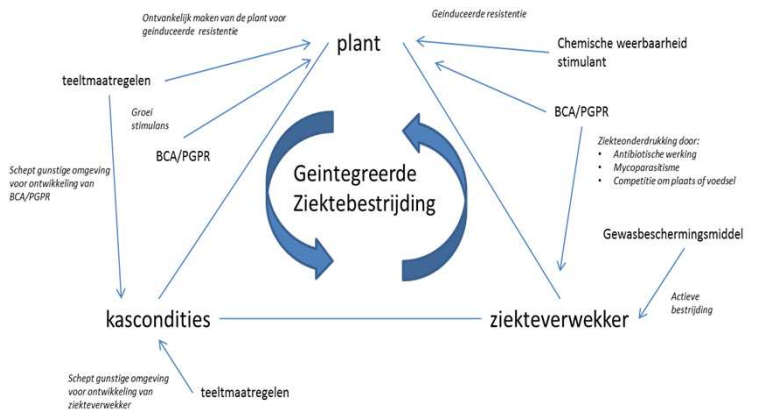 Ontvankelijk maken van de plant voor
geinduceerde resistentie
Geinduceerde resistentie
plant
Chemische weerbaarheid
stimulant
teeltmaatregelen
Groei
stimulans
BCA/PGPR
BCA/PGPR
Ziekteonderdrukking door:
• Antibiotische werking
• Mycoparasitisme
• Competitie om plaats of voedsel
Schept gunstige omgeving
voor ontwikkeling van
BCA/PGPR
Geintegreerde
Ziektebestrijding
Gewasbeschermingsmiddel
Actieve
bestrijding
kascondities
ziekteverwekker
Schept gunstige omgeving
voor ontwikkeling van
ziekteverwekker
teeltmaatregelen